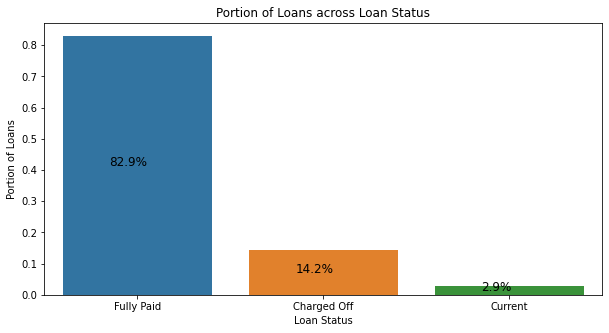 Portion of Loans across Loan Status
Portion of Loans
0.8
0.7
0.6
0.5
0.4
0.3
0.2
0.1
0.0
82.9%
14.2%
2.9%
Fully Paid
Charged Off
Current
Loan Status